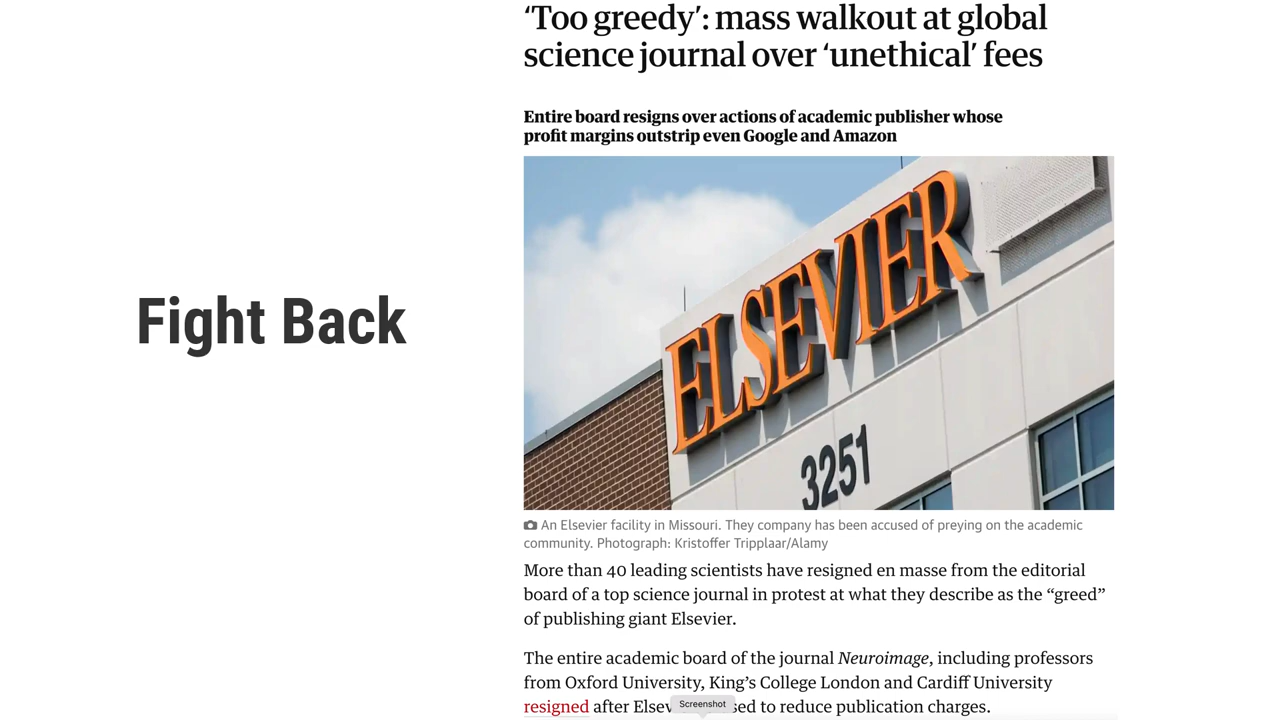 Fight Back
‘Too greedy’: mass walkout at global
science journal over ‘unethical’ fees
Entire board resigns over actions of academic publisher whose
profit margins outstrip even Google and Amazon
ELSEVIER
3251
An Elsevier facility in Missouri. They company has been accused of preying on the academic
community. Photograph: Kristoffer Tripplaar/Alamy
More than 40 leading scientists have resigned en masse from the editorial
board of a top science journal in protest at what they describe as the “greed”
of publishing giant Elsevier.
The entire academic board of the journal Neuroimage, including professors
from Oxford University, King’s College London and Cardiff University
resigned after Elsev sed to reduce publication charges.
Screenshot